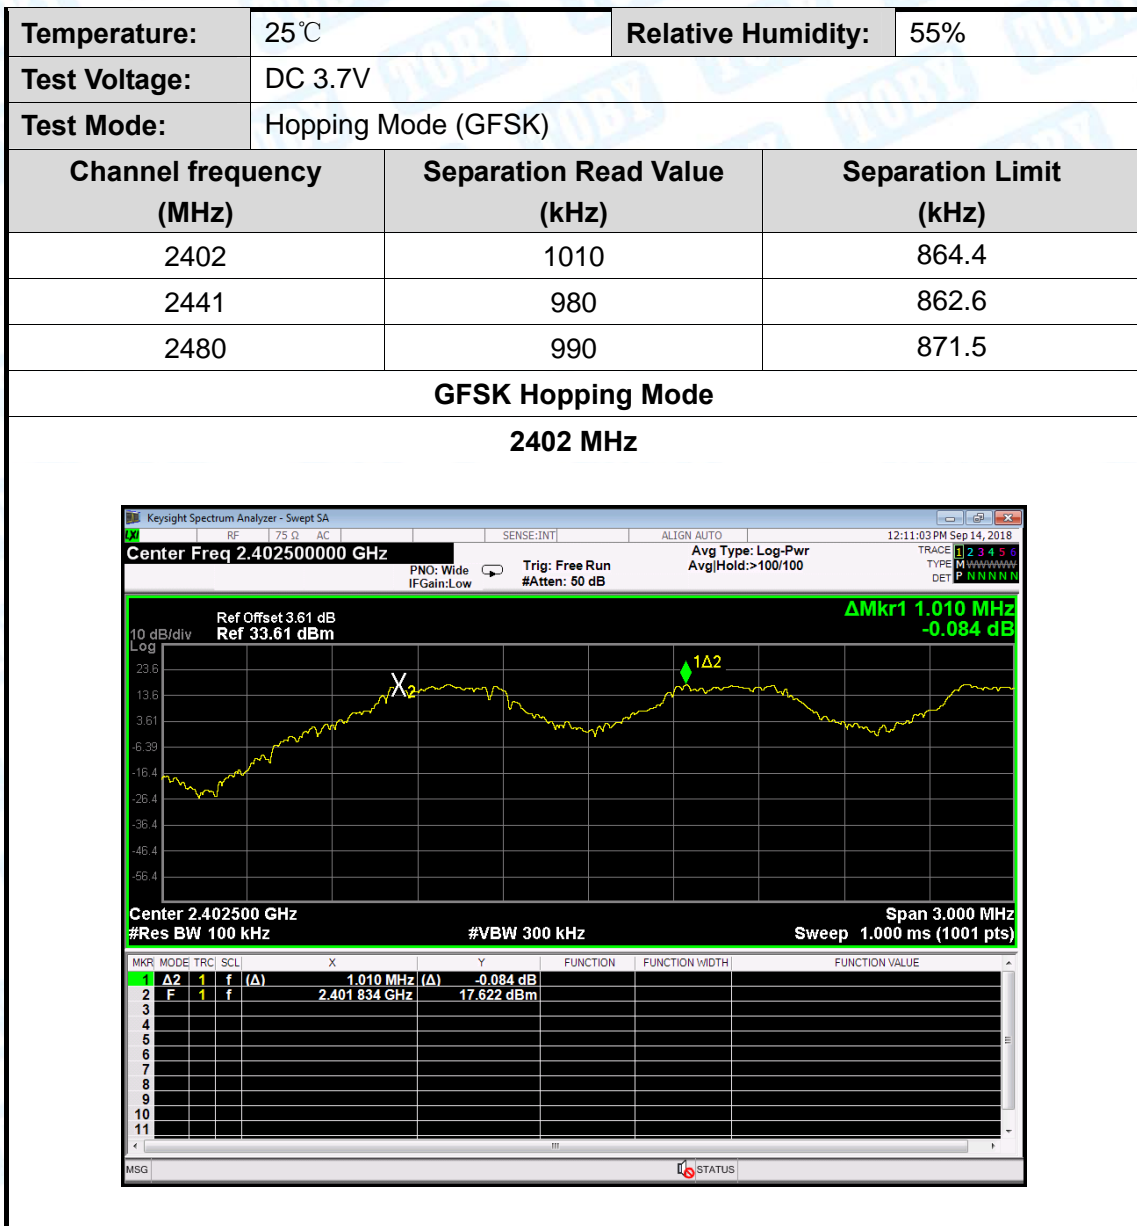 Temperature: 25℃ Relative Humidity: 55%
Test Voltage: DC 3.7V
Test Mode: Hopping Mode (GFSK)
Channel frequency (MHz) Separation Read Value (kHz) Separation Limit (kHz)
2402 1010 864.4
2441 980 862.6
2480 990 871.5
GFSK Hopping Mode
2402 MHz
Keysight Spectrum Analyzer - Swept SA
LXI RF 75 Ω AC SENSE:INT ALIGN AUTO 12:11:03 PM Sep 14, 2018
Center Freq 2.402500000 GHz
PNO: Wide
IFGain:Low
Trig: Free Run
#Atten: 50 dB
Avg Type: Log-Pwr
Avg|Hold:>100/100
TRACE 1 2 3 4 5 6
TYPE M WWWWW
DET P N N N N N
ΔMkr1 1.010 MHz
-0.084 dB
Ref Offset 3.61 dB
10 dB/div Ref 33.61 dBm
Log
23.6
13.6
3.61
-6.39
-16.4
-26.4
-36.4
-46.4
-56.4
X2
1Δ2
Center 2.402500 GHz Span 3.000 MHz
#Res BW 100 kHz #VBW 300 kHz Sweep 1.000 ms (1001 pts)
MKR MODE TRC SCL X Y FUNCTION FUNCTION WIDTH FUNCTION VALUE
1 Δ2 1 f (Δ) 1.010 MHz (Δ) -0.084 dB
2 F 1 f 2.401 834 GHz 17.622 dBm
3
4
5
6
7
8
9
10
11
MSG STATUS
TOBY